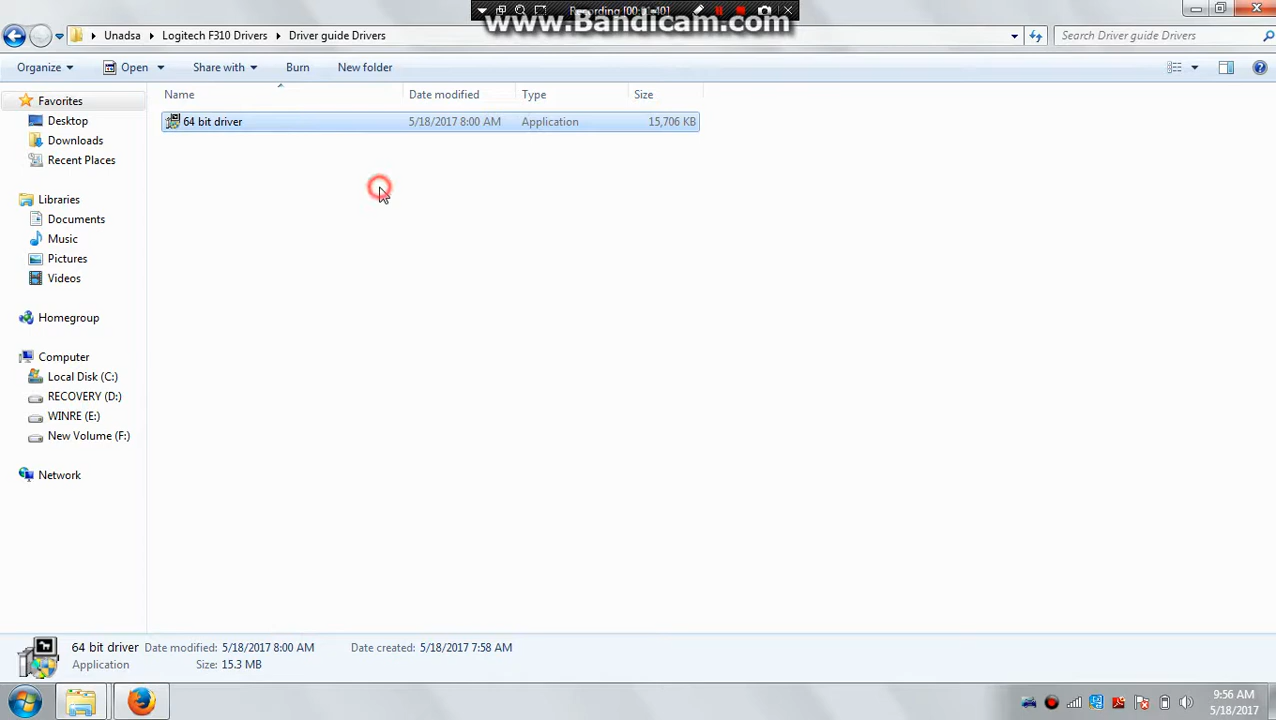 Recording [00:01:40]
www.Bandicam.com
Unadsa Logitech F310 Drivers Driver guide Drivers
Search Driver guide Drivers
Organize Open Share with Burn New folder
Favorites
Desktop
Downloads
Recent Places
Libraries
Documents
Music
Pictures
Videos
Homegroup
Computer
Local Disk (C:)
RECOVERY (D:)
WINRE (E:)
New Volume (F:)
Network
Name Date modified Type Size
64 bit driver 5/18/2017 8:00 AM Application 15,706 KB
64 bit driver Date modified: 5/18/2017 8:00 AM Date created: 5/18/2017 7:58 AM
Application Size: 15.3 MB
9:56 AM
5/18/2017